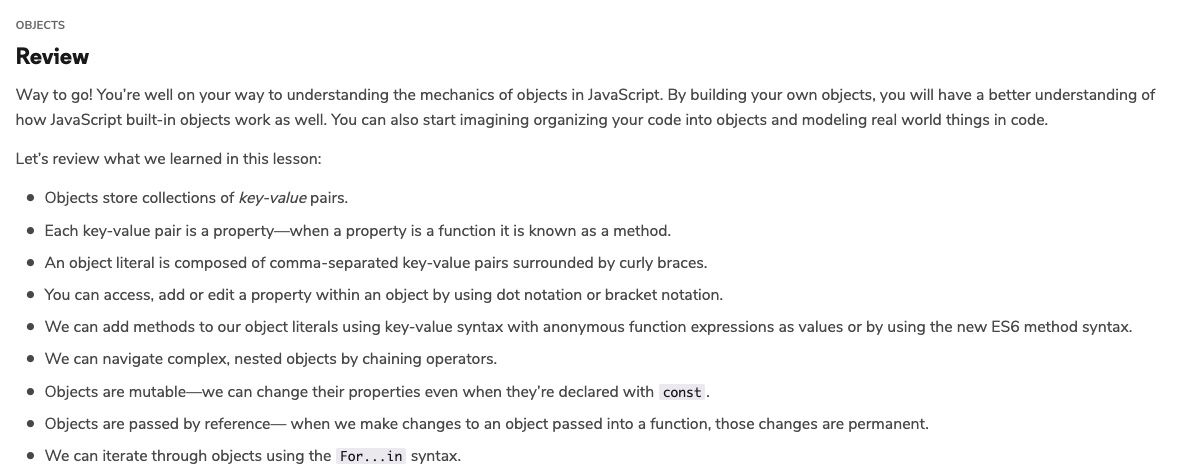 OBJECTS
Review
Way to go! You’re well on your way to understanding the mechanics of objects in JavaScript. By building your own objects, you will have a better understanding of
how JavaScript built-in objects work as well. You can also start imagining organizing your code into objects and modeling real world things in code.
Let’s review what we learned in this lesson:
• Objects store collections of key-value pairs.
• Each key-value pair is a property—when a property is a function it is known as a method.
• An object literal is composed of comma-separated key-value pairs surrounded by curly braces.
• You can access, add or edit a property within an object by using dot notation or bracket notation.
• We can add methods to our object literals using key-value syntax with anonymous function expressions as values or by using the new ES6 method syntax.
• We can navigate complex, nested objects by chaining operators.
• Objects are mutable—we can change their properties even when they’re declared with const.
• Objects are passed by reference— when we make changes to an object passed into a function, those changes are permanent.
• We can iterate through objects using the For...in syntax.